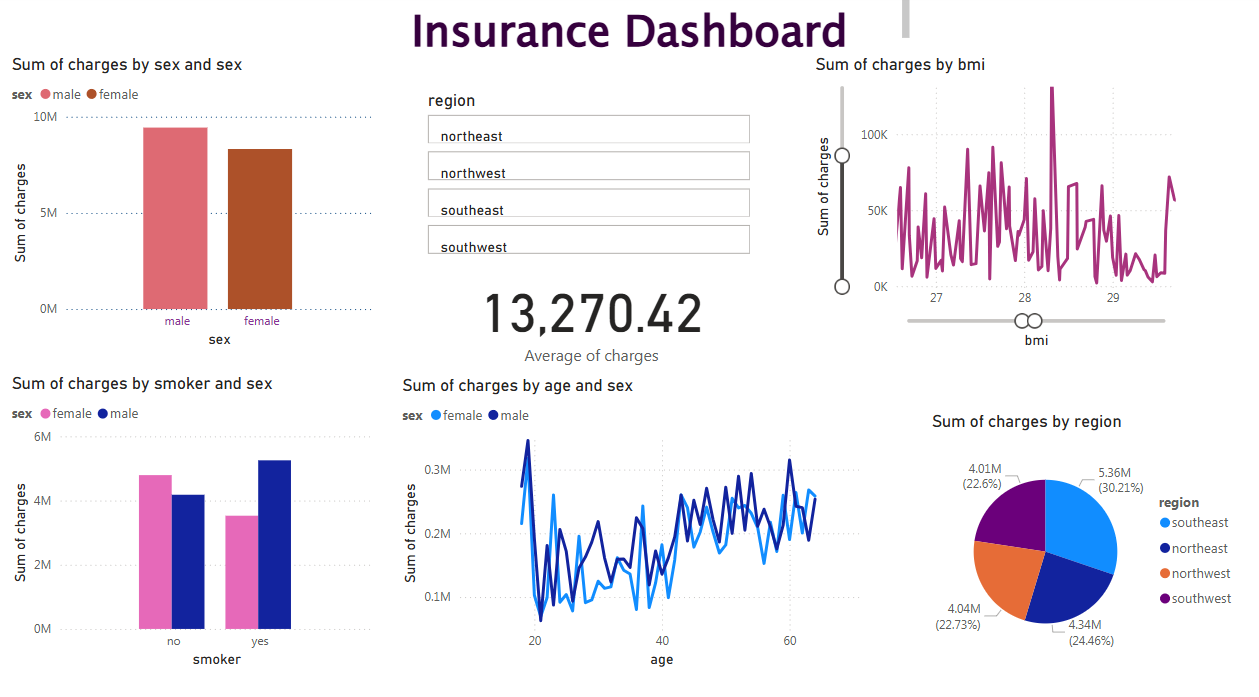 Insurance Dashboard
Sum of charges by sex and sex
sex male female
10M
5M
0M
Sum of charges
male female
sex
region
northeast
northwest
southeast
southwest
13,270.42
Average of charges
Sum of charges by bmi
100K
50K
0K
Sum of charges
27 28 29
bmi
Sum of charges by smoker and sex
sex female male
6M
4M
2M
0M
Sum of charges
no yes
smoker
Sum of charges by age and sex
sex female male
0.3M
0.2M
0.1M
Sum of charges
20 40 60
age
Sum of charges by region
4.01M
(22.6%)
5.36M
(30.21%)
4.04M
(22.73%)
4.34M
(24.46%)
region
southeast
northeast
northwest
southwest